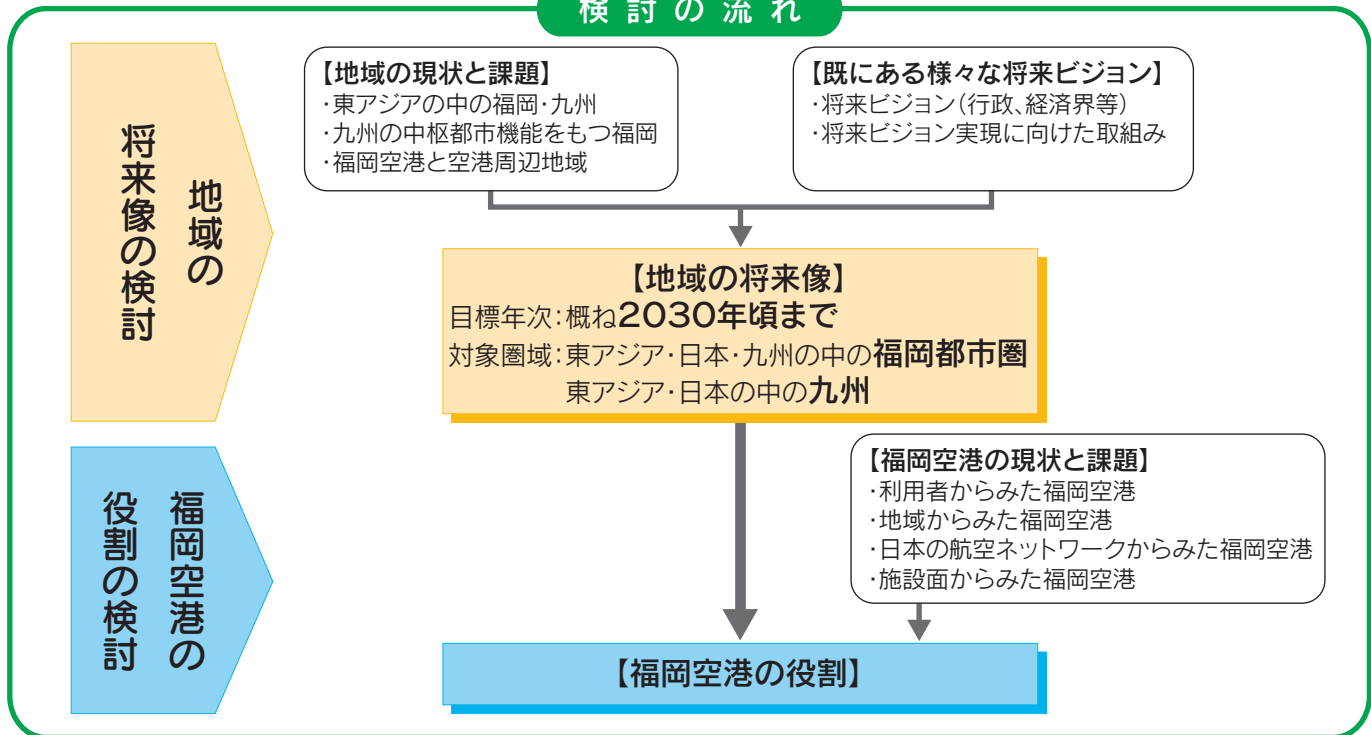 検討の流れ
地域の
将来像の検討
【地域の現状と課題】
・東アジアの中の福岡・九州
・九州の中枢都市機能をもつ福岡
・福岡空港と空港周辺地域
【既にある様々な将来ビジョン】
・将来ビジョン(行政、経済界等)
・将来ビジョン実現に向けた取組み
【地域の将来像】
目標年次:概ね2030年頃まで
対象圏域:東アジア・日本・九州の中の福岡都市圏
東アジア・日本の中の九州
福岡空港の
役割の検討
【福岡空港の現状と課題】
・利用者からみた福岡空港
・地域からみた福岡空港
・日本の航空ネットワークからみた福岡空港
・施設面からみた福岡空港
【福岡空港の役割】